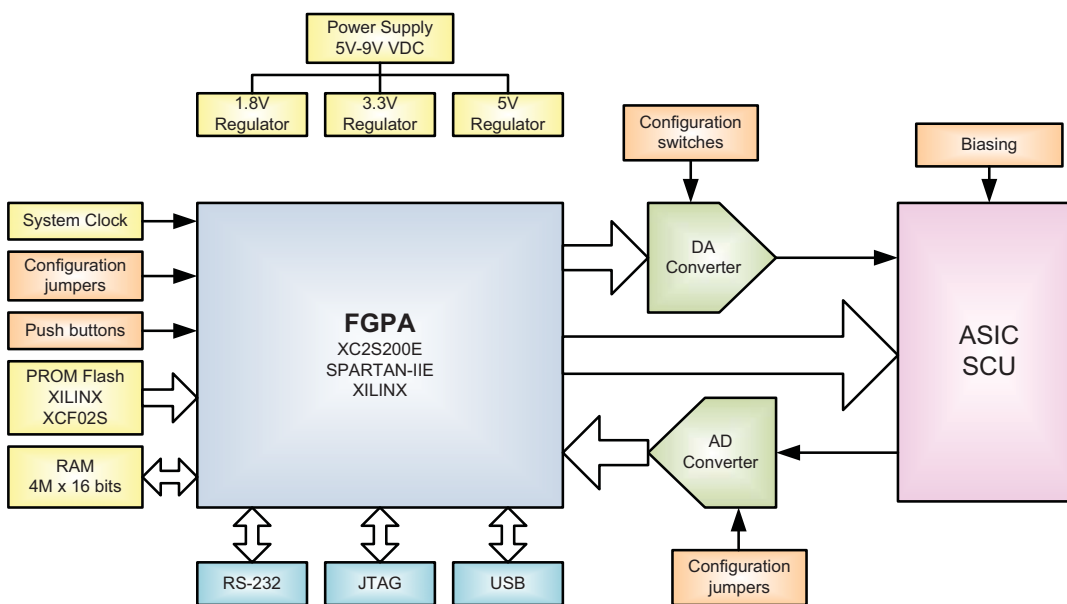 Power Supply
5V-9V VDC
1.8V
Regulator
3.3V
Regulator
5V
Regulator
Configuration
switches
Biasing
System Clock
Configuration
jumpers
Push buttons
PROM Flash
XILINX
XCF02S
RAM
4M x 16 bits
FGPA
XC2S200E
SPARTAN-IIE
XILINX
DA
Converter
AD
Converter
ASIC
SCU
RS-232
JTAG
USB
Configuration
jumpers